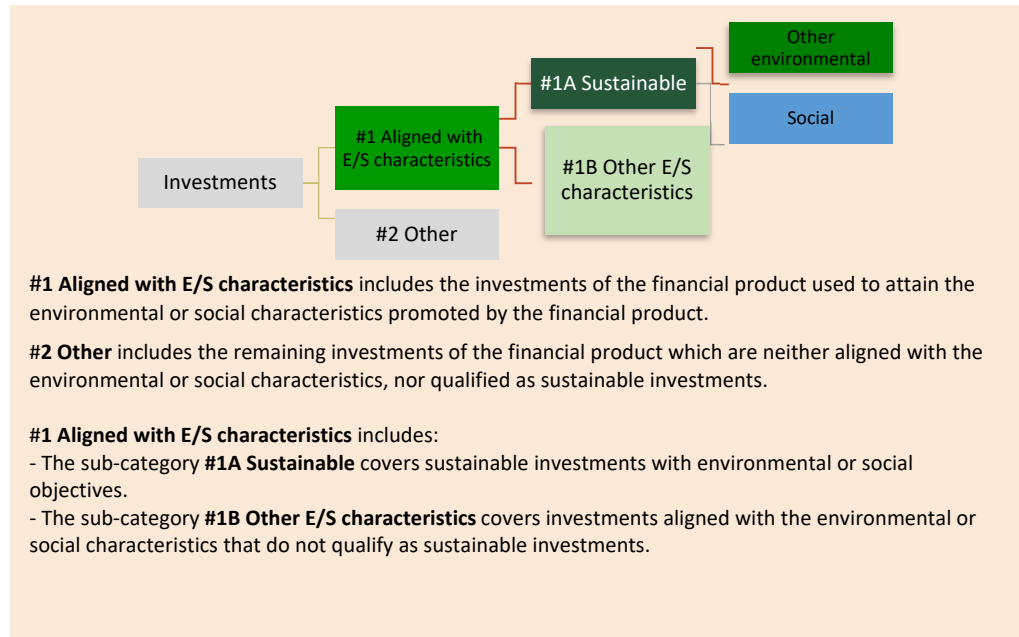 Other
environmental
#1A Sustainable
Social
#1 Aligned with
E/S characteristics
#1B Other E/S
characteristics
Investments
#2 Other
#1 Aligned with E/S characteristics includes the investments of the financial product used to attain the
environmental or social characteristics promoted by the financial product.
#2 Other includes the remaining investments of the financial product which are neither aligned with the
environmental or social characteristics, nor qualified as sustainable investments.
#1 Aligned with E/S characteristics includes:
- The sub-category #1A Sustainable covers sustainable investments with environmental or social
objectives.
- The sub-category #1B Other E/S characteristics covers investments aligned with the environmental or
social characteristics that do not qualify as sustainable investments.